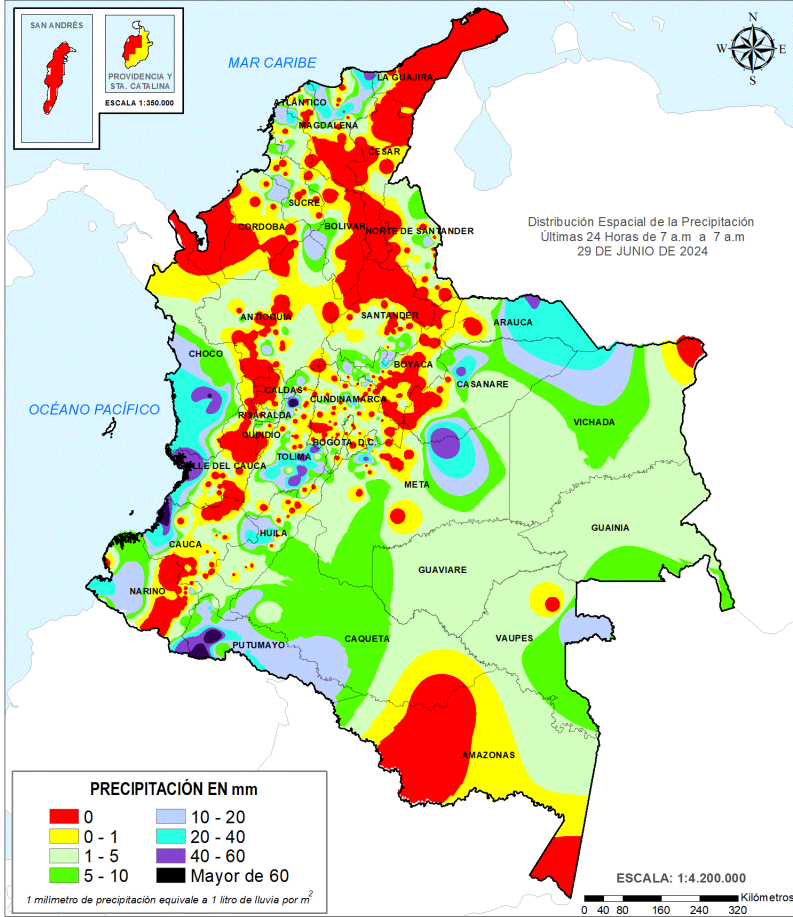 SAN ANDRÉS
PROVIDENCIA Y
STA. CATALINA
ESCALA 1:350.000
MAR CARIBE
N
W
E
S
LA GUAJIRA
ATLÁNTICO
MAGDALENA
CESAR
SUCRE
CORDOBA
BOLIVAR
NORTE DE SANTANDER
Distribución Espacial de la Precipitación
Últimas 24 Horas de 7 a.m a 7 a.m
29 DE JUNIO DE 2024
ANTIOQUIA
SANTANDER
ARAUCA
CHOCO
BOYACA
CASANARE
CALDAS
CUNDINAMARCA
OCÉANO PACÍFICO
RISARALDA
VICHADA
QUINDIO
BOGOTA, D.C.
TOLIMA
VALLE DEL CAUCA
META
GUAINIA
HUILA
CAUCA
GUAVIARE
NARIÑO
CAQUETA
VAUPES
PUTUMAYO
AMAZONAS
PRECIPITACIÓN EN mm
0
10 - 20
0 - 1
20 - 40
1 - 5
40 - 60
5 - 10
Mayor de 60
1 milimetro de precipitación equivale a 1 litro de lluvia por m2
ESCALA: 1:4.200.000
Kilómetros
0 40 80 160 240 320